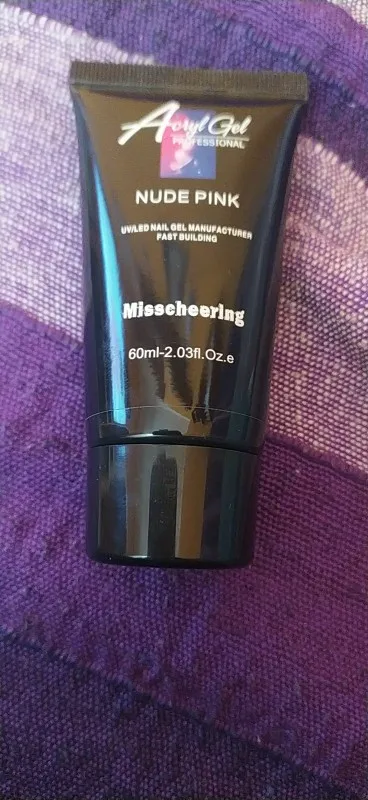 Acryl Gel
PROFESSIONAL
NUDE PINK
UV/LED NAIL GEL MANUFACTURER
FAST BUILDING
Misscheering
60ml-2.03fl.Oz.e